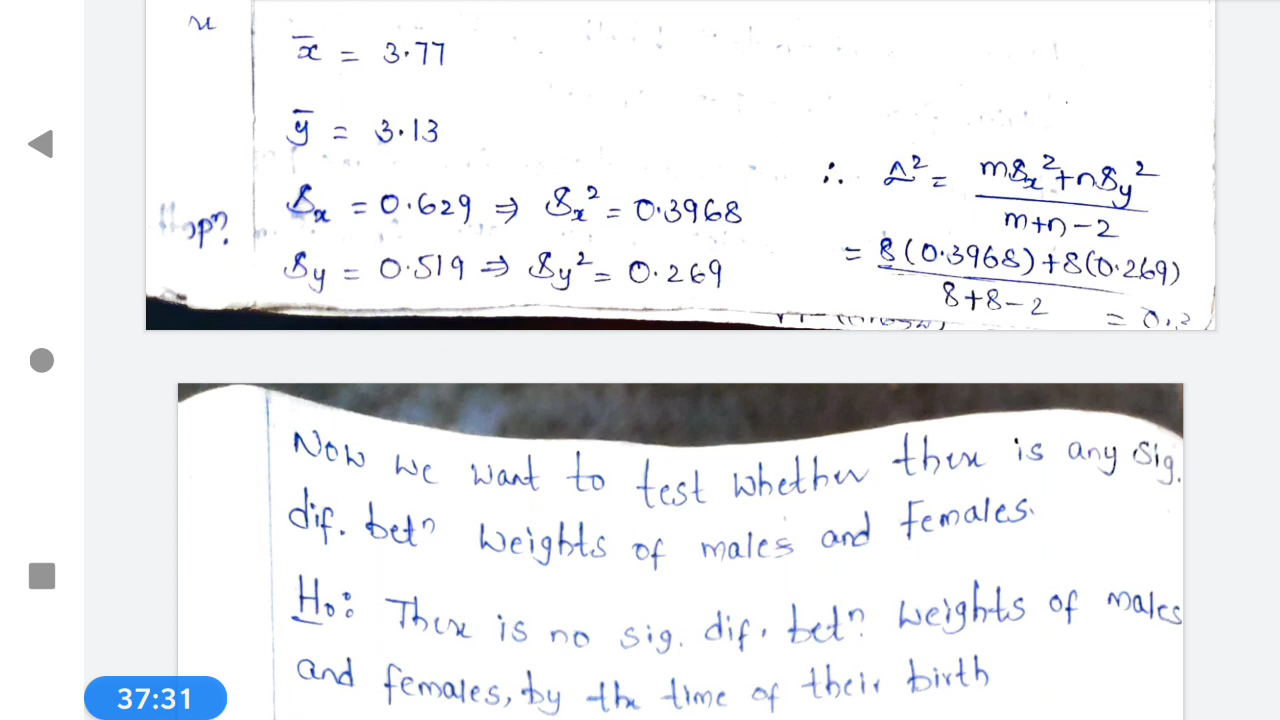 x̄ = 3.77
ȳ = 3.13
Sx = 0.629 ⇒ Sx² = 0.3968
Sy = 0.519 ⇒ Sy² = 0.269
∴ s² = mSx² + nSy² / m+n-2
= 8(0.3968)+8(0.269) / 8+8-2
= 0.3
Now we want to test whether there is any sig.
dif. betn weights of males and females.
H₀: There is no sig. dif. betn weights of males
and females, by the time of their birth
37:31